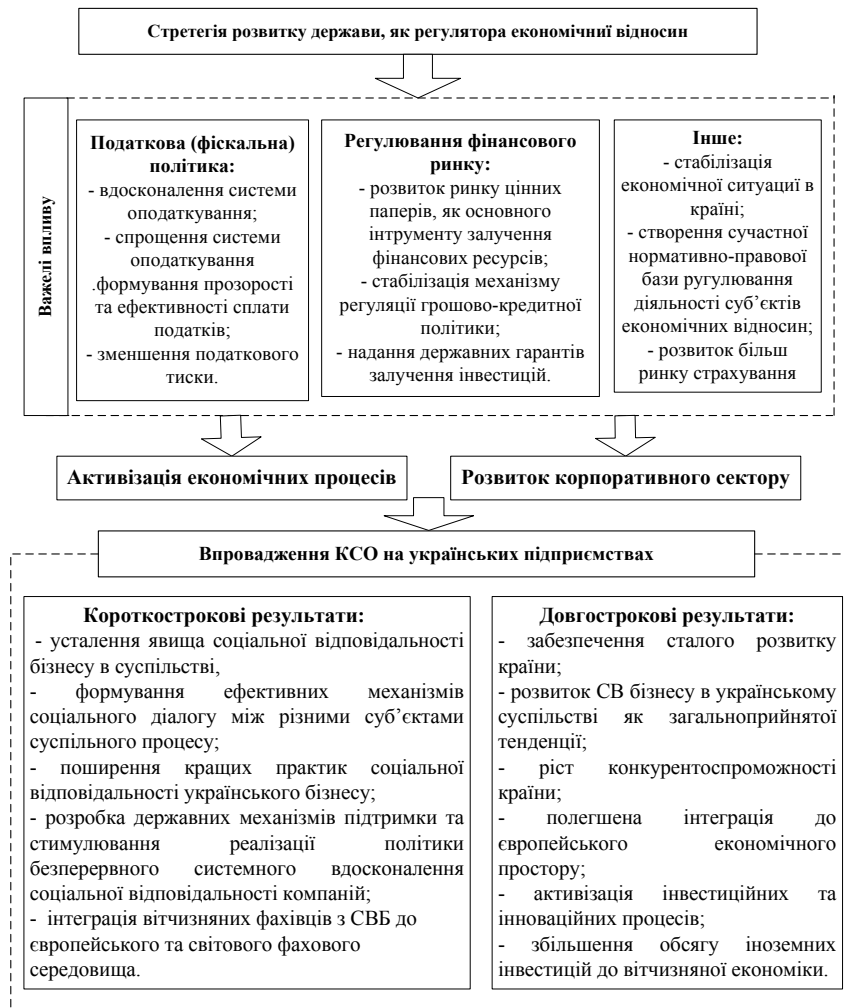 Стретегія розвитку держави, як регулятора економічниї відносин
Важелі впливу
Податкова (фіскальна)
політика:
- вдосконалення системи
оподаткування;
- спрощення системи
оподаткування
.формування прозорості
та ефективності сплати
податків;
- зменшення податкового
тиски.
Регулювання фінансового
ринку:
- розвиток ринку цінних
паперів, як основного
інтрументу залучення
фінансових ресурсів;
- стабілізація механізму
регуляції грошово-кредитної
політики;
- надання державних гарантів
залучення інвестицій.
Інше:
- стабілізація
економічної ситуациї в
країні;
- створення сучастної
нормативно-правової
бази ругулювання
діяльності суб’єктів
економічних відносин;
- розвиток більш
ринку страхування
Активізація економічних процесів
Розвиток корпоративного сектору
Впровадження КСО на українських підприємствах
Короткострокові результати:
- усталення явища соціальної відповідальності
бізнесу в суспільстві,
- формування ефективних механізмів
соціального діалогу між різними суб’єктами
суспільного процесу;
- поширення кращих практик соціальної
відповідальності українського бізнесу;
- розробка державних механізмів підтримки та
стимулювання реалізації політики
безперервного системного вдосконалення
соціальної відповідальності компаній;
- інтеграція вітчизняних фахівців з СВБ до
європейського та світового фахового
середовища.
Довгострокові результати:
- забезпечення сталого розвитку
країни;
- розвиток СВ бізнесу в українському
суспільстві як загальноприйнятої
тенденції;
- ріст конкурентоспроможності
країни;
- полегшена інтеграція до
європейського економічного
простору;
- активізація інвестиційних та
інноваційних процесів;
- збільшення обсягу іноземних
інвестицій до вітчизняної економіки.